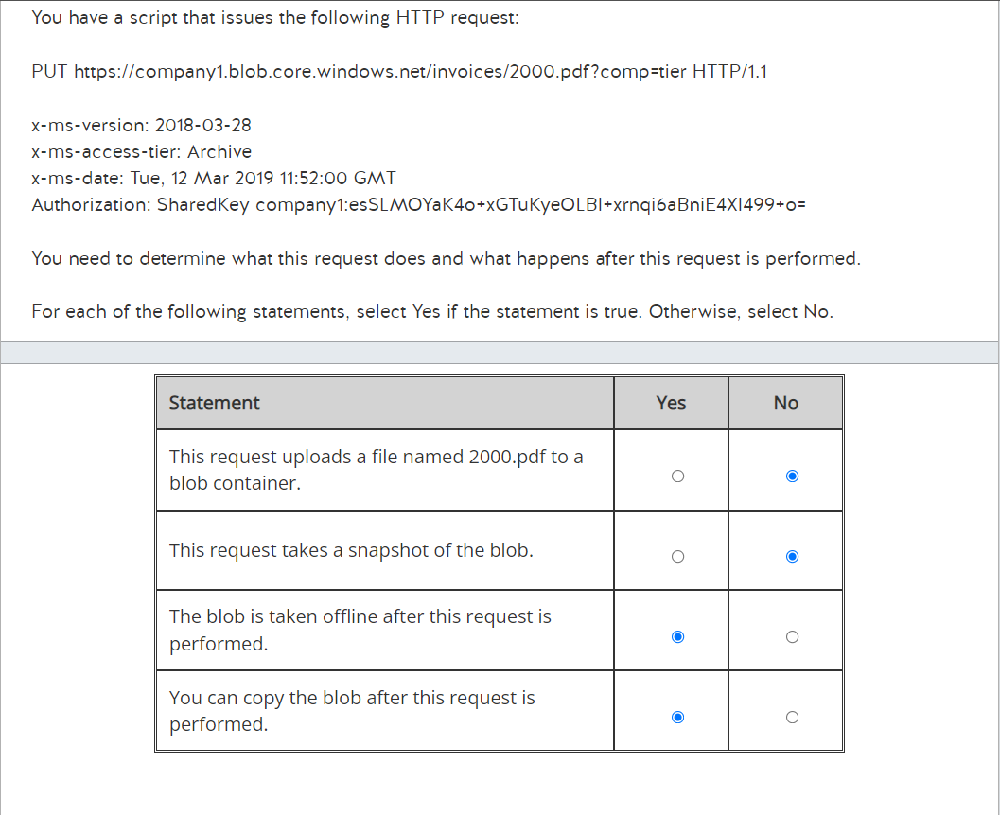 You have a script that issues the following HTTP request:
PUT https://company1.blob.core.windows.net/invoices/2000.pdf?comp=tier HTTP/1.1
x-ms-version: 2018-03-28
x-ms-access-tier: Archive
x-ms-date: Tue, 12 Mar 2019 11:52:00 GMT
Authorization: SharedKey company1:esSLMOYaK4o+xGTuKyeOLBI+xrnqi6aBniE4XI499+o=
You need to determine what this request does and what happens after this request is performed.
For each of the following statements, select Yes if the statement is true. Otherwise, select No.
Statement Yes No
This request uploads a file named 2000.pdf to a
blob container.
This request takes a snapshot of the blob.
The blob is taken offline after this request is
performed.
You can copy the blob after this request is
performed.